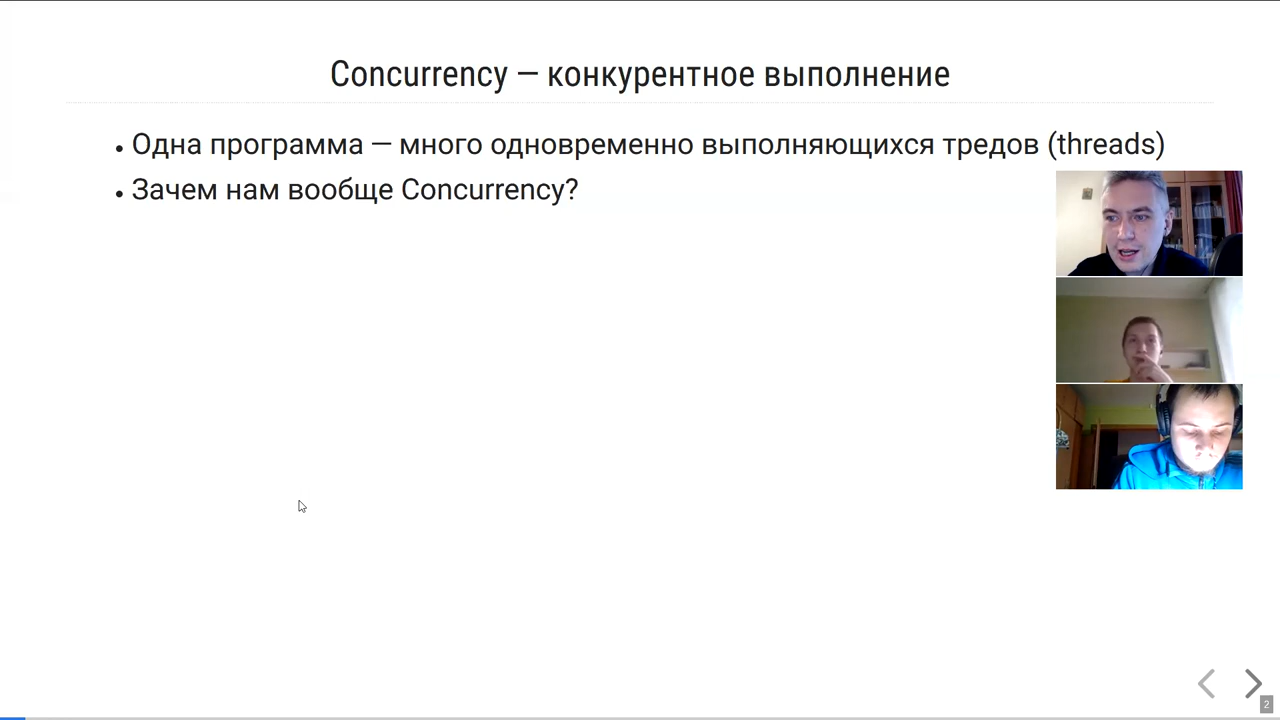 Concurrency — конкурентное выполнение
• Одна программа — много одновременно выполняющихся тредов (threads)
• Зачем нам вообще Concurrency?
2